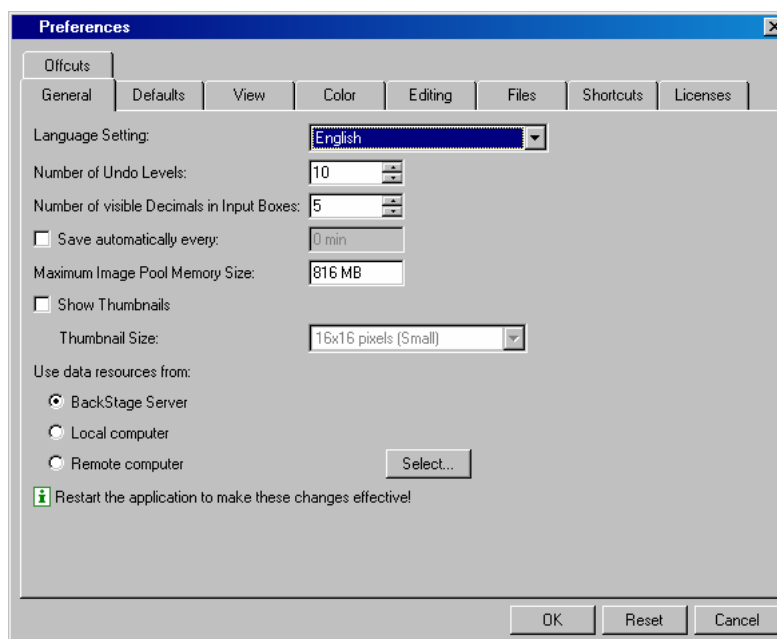 Preferences
Offcuts
General Defaults View Color Editing Files Shortcuts Licenses
Language Setting: English
Number of Undo Levels: 10
Number of visible Decimals in Input Boxes: 5
Save automatically every: 0 min
Maximum Image Pool Memory Size: 816 MB
Show Thumbnails
Thumbnail Size: 16x16 pixels (Small)
Use data resources from:
BackStage Server
Local computer
Remote computer Select...
Restart the application to make these changes effective!
OK Reset Cancel